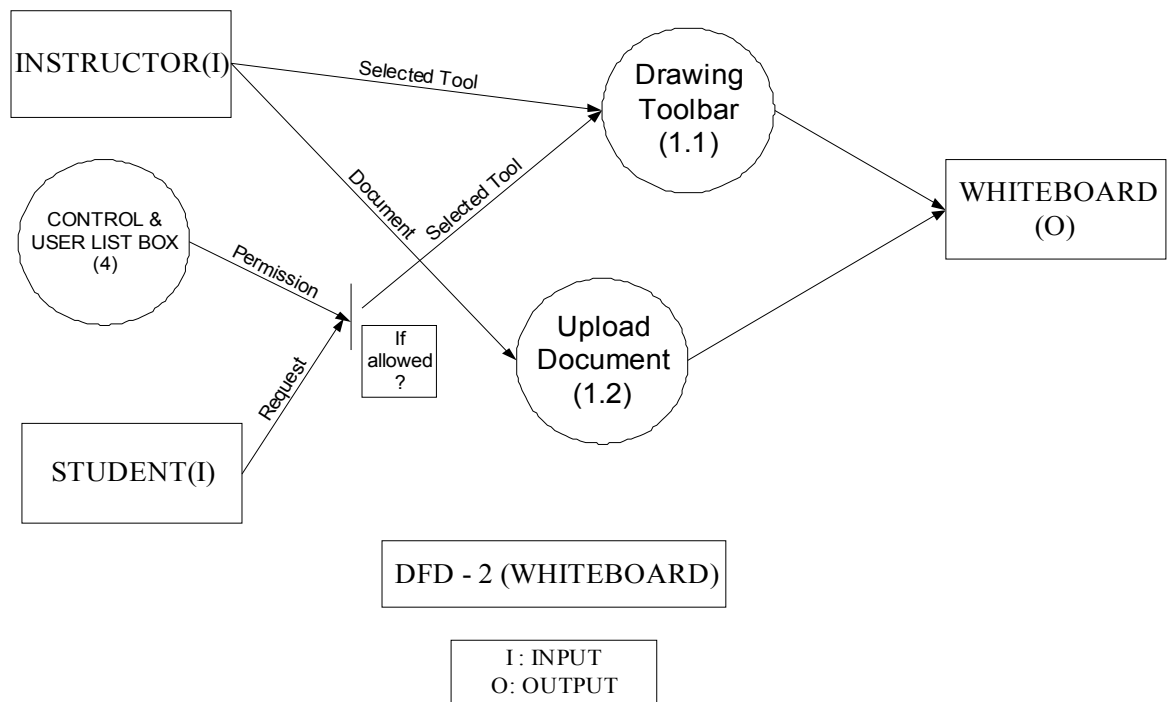 INSTRUCTOR(I)
Selected Tool
Drawing
Toolbar
(1.1)
Document
Selected Tool
WHITEBOARD
(O)
CONTROL &
USER LIST BOX
(4)
Permission
If
allowed
?
Upload
Document
(1.2)
Request
STUDENT(I)
DFD - 2 (WHITEBOARD)
I : INPUT
O: OUTPUT